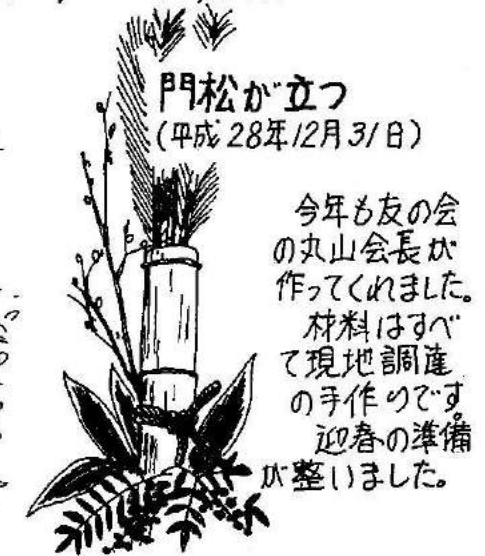 門松が立つ
（平成28年12月31日）
今年も友の会
の丸山会長が
作ってくれました。
材料はすべ
て現地調達
の手作りです。
迎春の準備
が整いました。